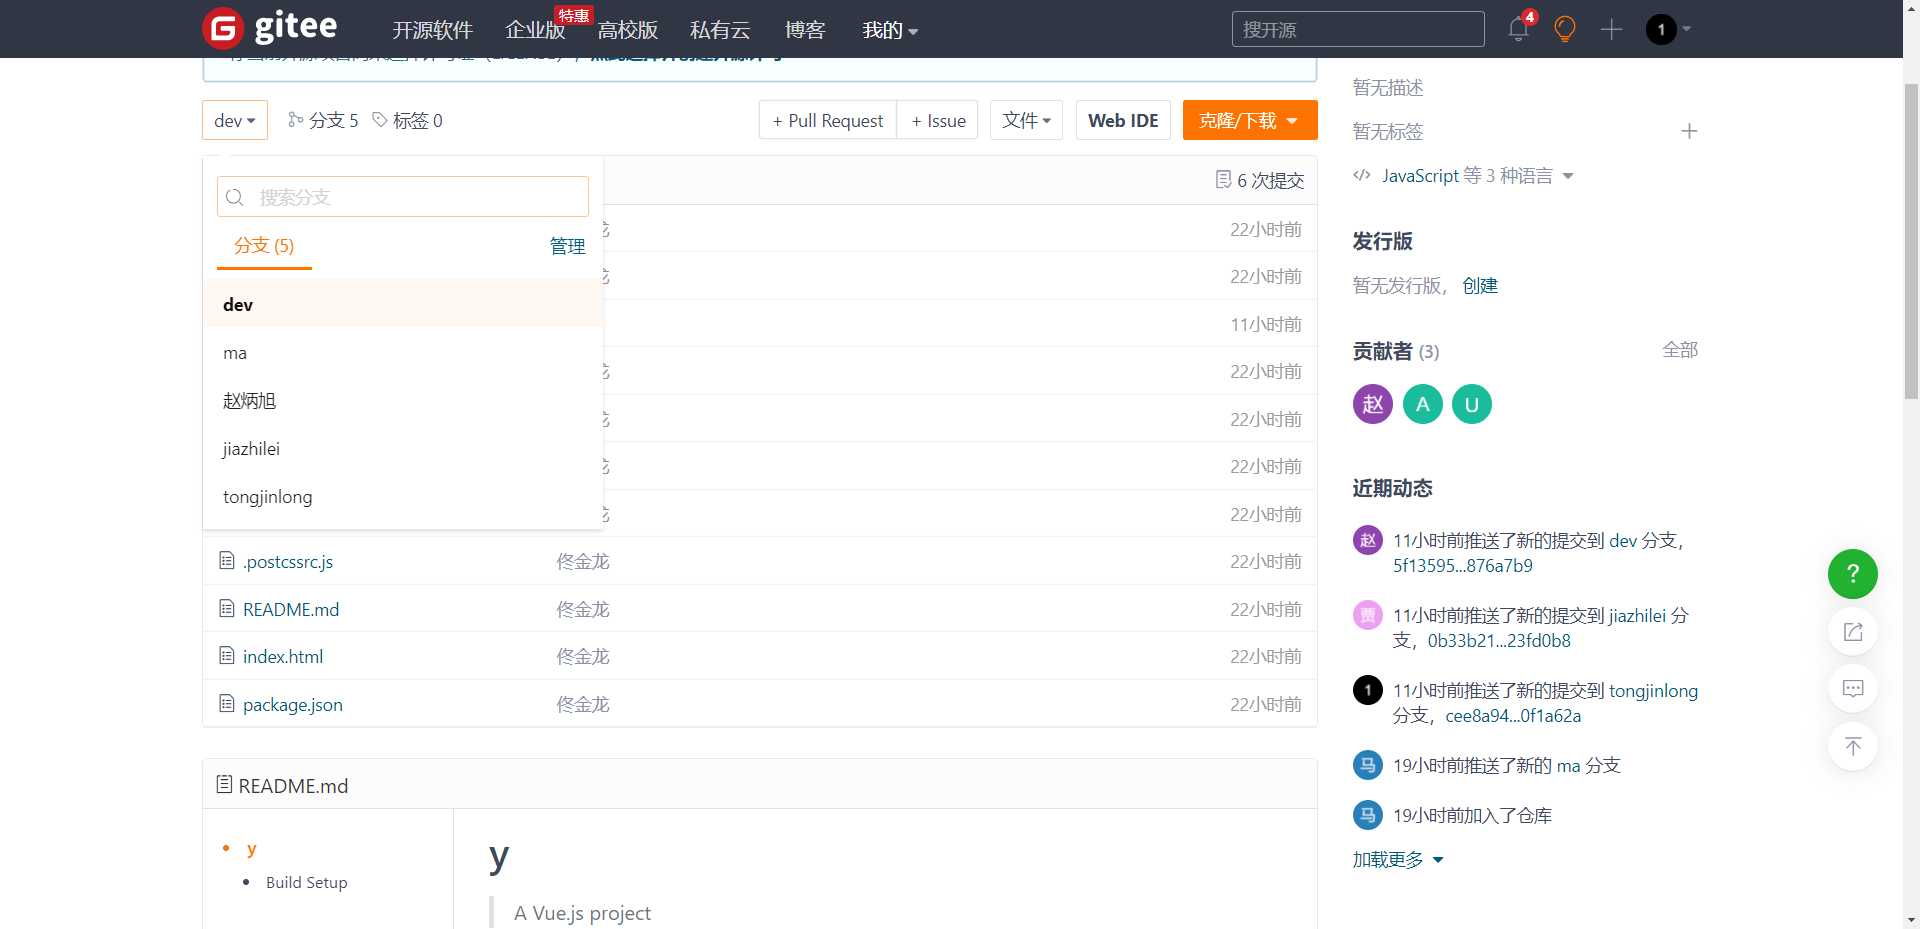 gitee
开源软件
企业版
特惠
高校版
私有云
博客
我的
搜开源
4
1
dev
分支 5
标签 0
+ Pull Request
+ Issue
文件
Web IDE
克隆/下载
搜索分支
分支 (5)
管理
dev
ma
赵炳旭
jiazhilei
tongjinlong
6 次提交
22小时前
22小时前
11小时前
22小时前
22小时前
22小时前
22小时前
.postcssrc.js 佟金龙 22小时前
README.md 佟金龙 22小时前
index.html 佟金龙 22小时前
package.json 佟金龙 22小时前
README.md
y
Build Setup
y
A Vue.js project
暂无描述
暂无标签
JavaScript 等 3 种语言
发行版
暂无发行版， 创建
贡献者 (3) 全部
赵 A U
近期动态
赵 11小时前推送了新的提交到 dev 分支，
5f13595...876a7b9
贾 11小时前推送了新的提交到 jiazhilei 分
支，0b33b21...23fd0b8
1 11小时前推送了新的提交到 tongjinlong
分支，cee8a94...0f1a62a
马 19小时前推送了新的 ma 分支
马 19小时前加入了仓库
加载更多
?